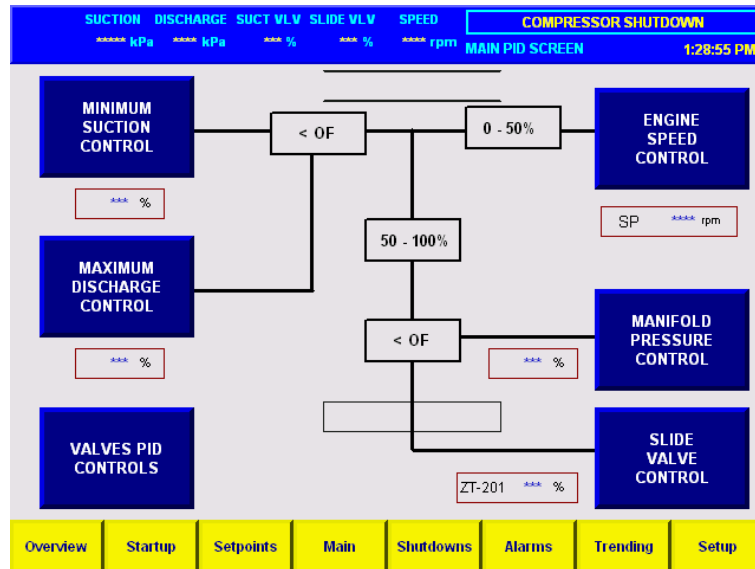 SUCTION DISCHARGE SUCT VLV SLIDE VLV SPEED
***** kPa **** kPa *** % *** % **** rpm
COMPRESSOR SHUTDOWN
MAIN PID SCREEN 1:28:55 PM
MINIMUM
SUCTION
CONTROL
< OF
0 - 50%
ENGINE
SPEED
CONTROL
*** %
SP **** rpm
50 - 100%
MAXIMUM
DISCHARGE
CONTROL
< OF
MANIFOLD
PRESSURE
CONTROL
*** %
*** %
VALVES PID
CONTROLS
SLIDE
VALVE
CONTROL
ZT-201 *** %
Overview Startup Setpoints Main Shutdowns Alarms Trending Setup